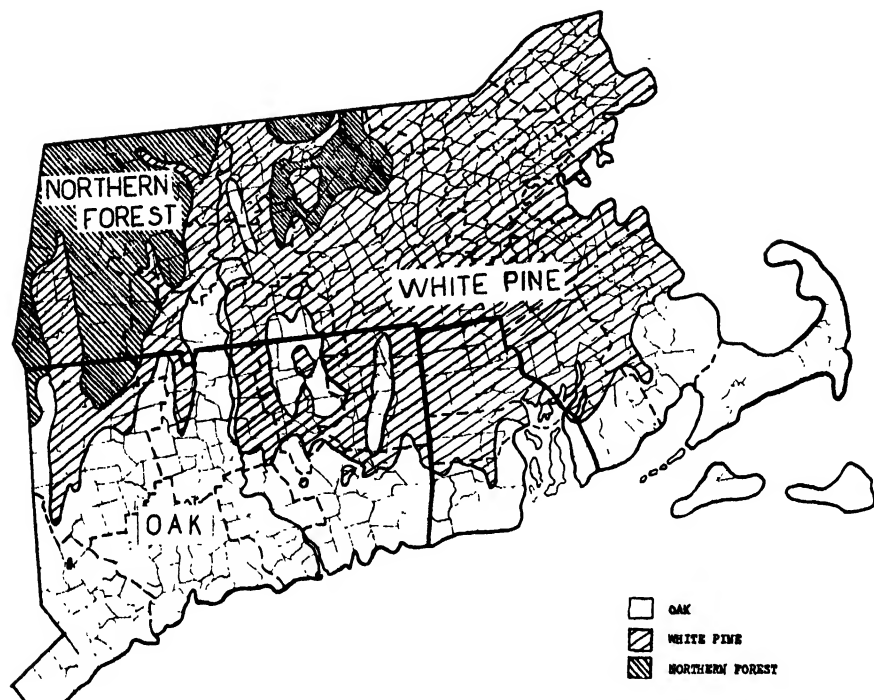 NORTHERN
FOREST
WHITE PINE
OAK
OAK
WHITE PINE
NORTHERN FOREST